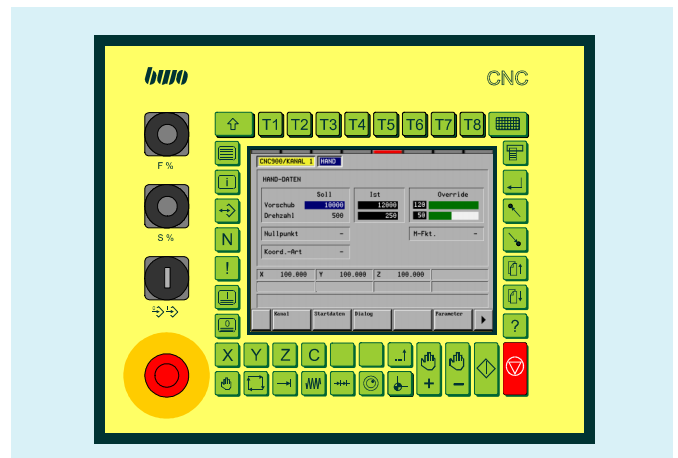 bwo
CNC
T1 T2 T3 T4 T5 T6 T7 T8
F %
S %
N
!
?
CNC900/KANAL 1 HAND
HAND-DATEN
Soll Ist Override
Vorschub 10000 12000 120
Drehzahl 500 250 50
Nullpunkt - M-Fkt. -
Koord.-Art -
X 100.000 Y 100.000 Z 100.000
Kanal Startdaten Dialog Parameter
X Y Z C
+ -